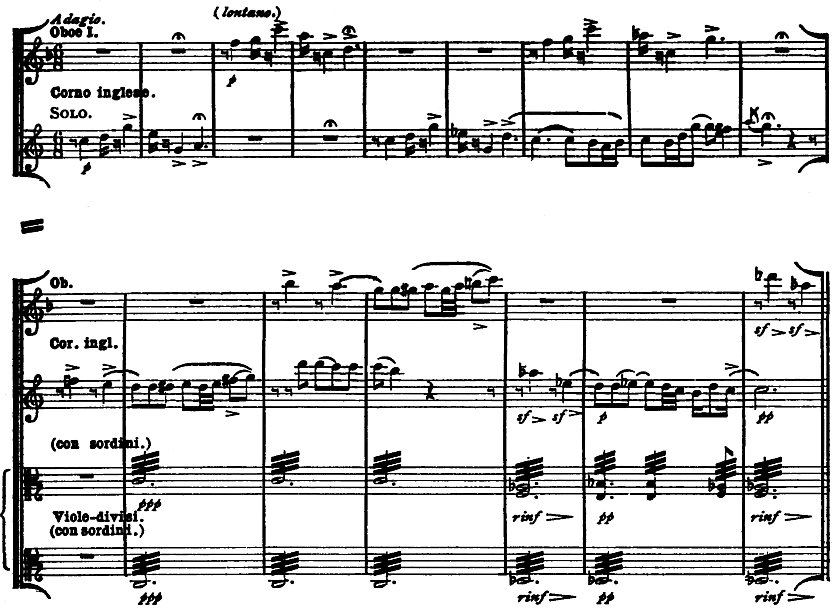 Adagio.
(lontano.)
Oboe I.
p
Corno inglese.
SOLO.
p
Ob.
sf sf
Cor. ingl.
sf sf p pp
(con sordini.)
ppp rinf pp rinf
Viole divisi.
(con sordini.)
ppp rinf pp rinf